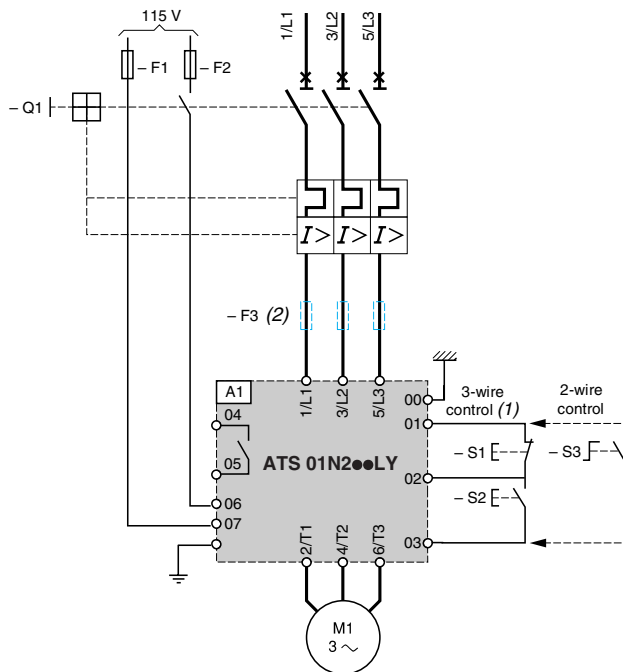 115 V
1/L1
3/L2
5/L3
– F1
– F2
– Q1
I>
I>
I>
– F3 (2)
A1
1/L1
3/L2
5/L3
00
3-wire
control (1)
2-wire
control
04
01
05
ATS 01N2●●LY
– S1
– S3
02
06
– S2
07
03
2/T1
4/T2
6/T3
M1
3 ~